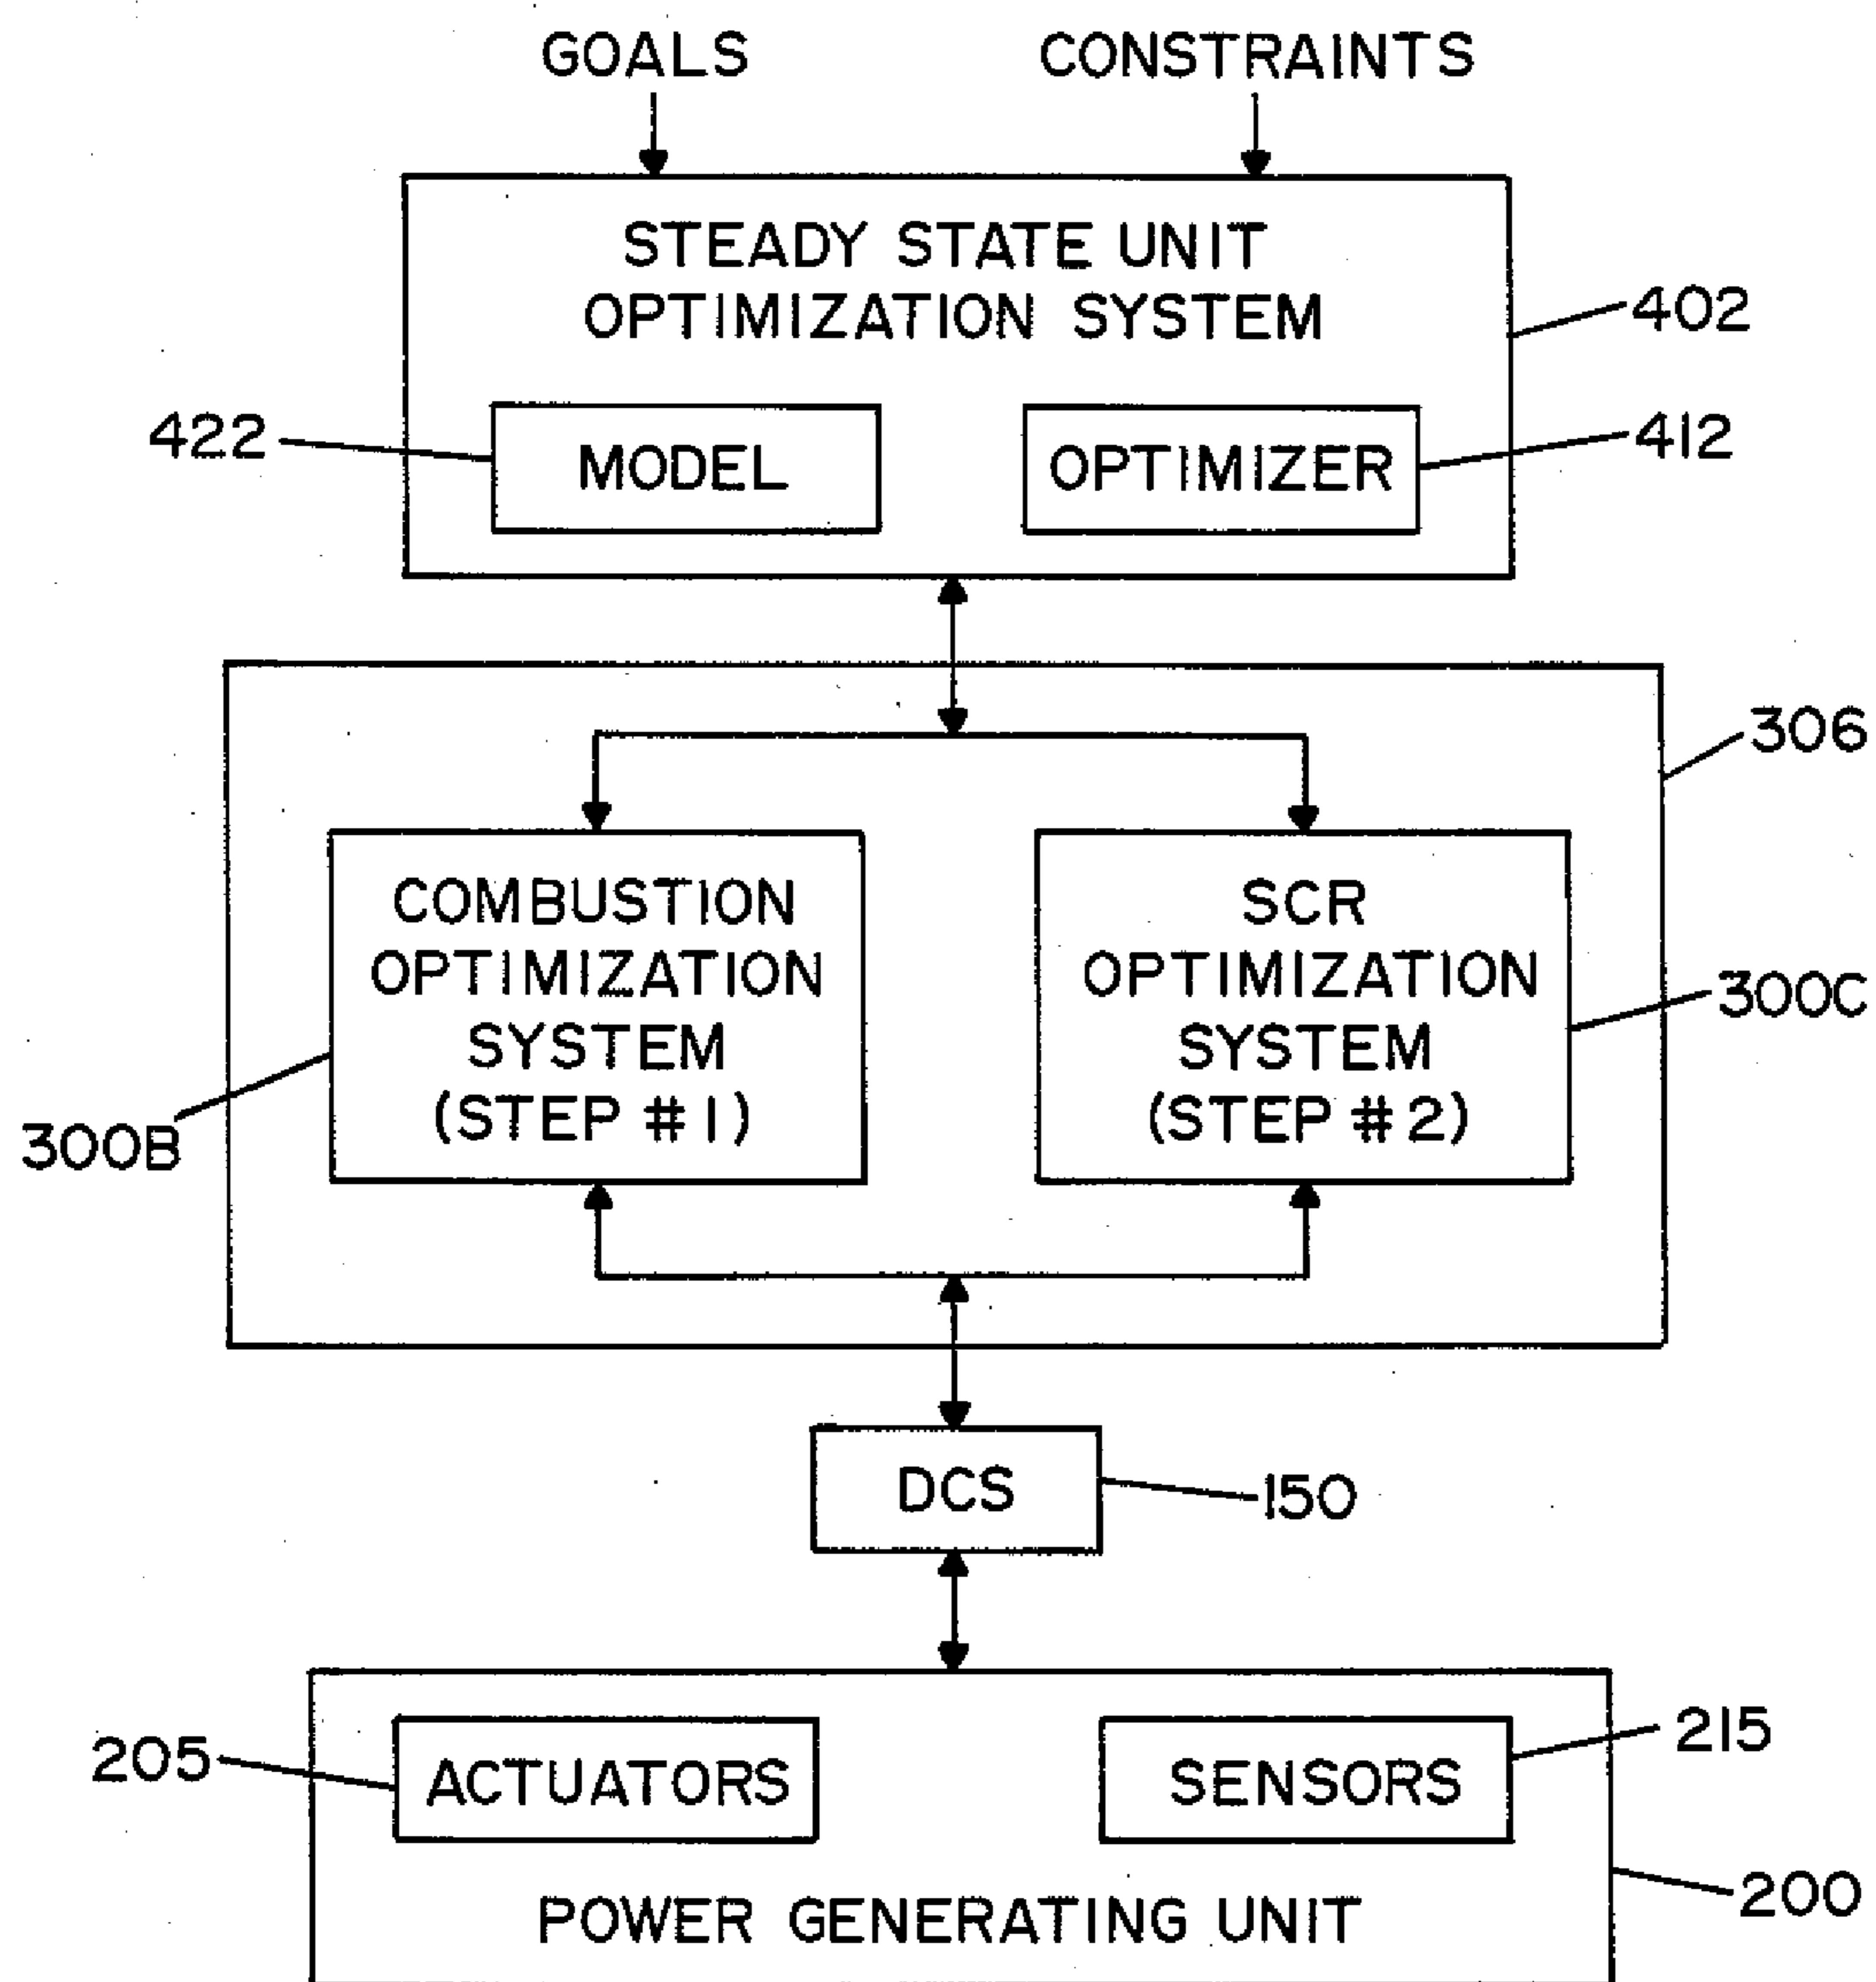 GOALS
CONSTRAINTS
STEADY STATE UNIT
OPTIMIZATION SYSTEM
402
422
MODEL
OPTIMIZER
412
306
COMBUSTION
OPTIMIZATION
SYSTEM
(STEP #1)
300B
SCR
OPTIMIZATION
SYSTEM
(STEP #2)
300C
DCS
150
205
ACTUATORS
SENSORS
215
POWER GENERATING UNIT
200